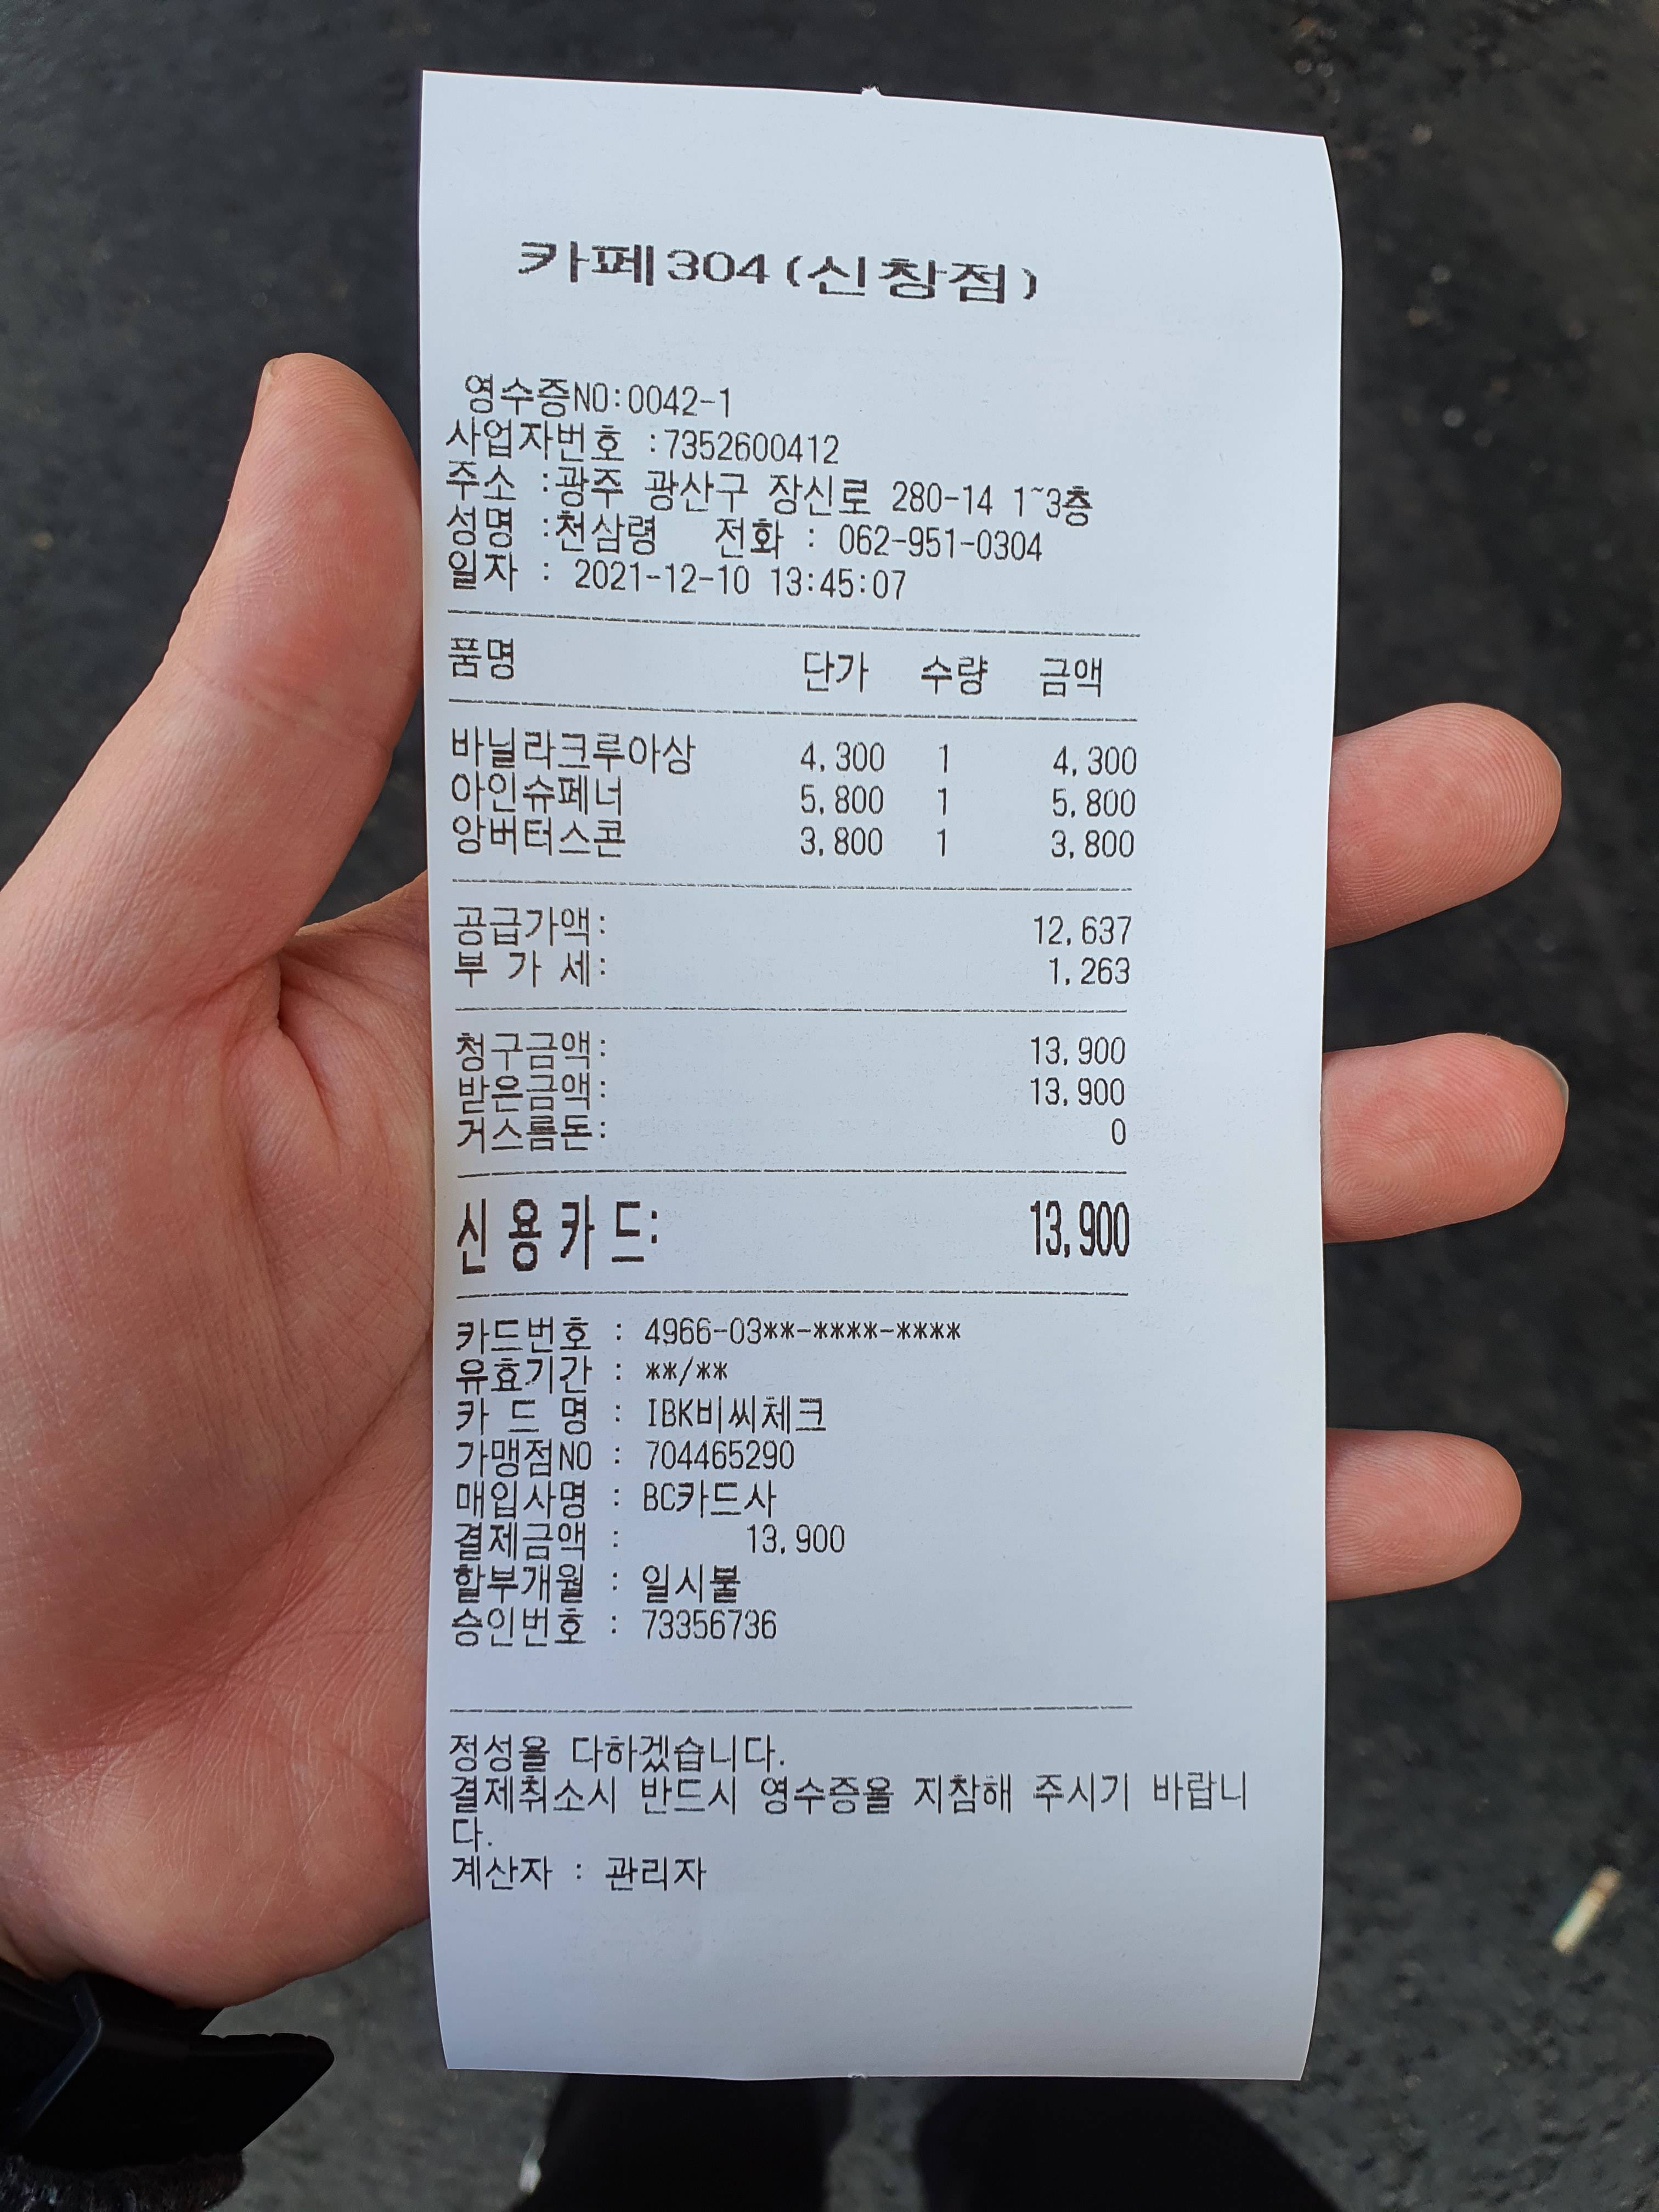 카페304(신창점)
영수증NO:0042-1
사업자번호 :7352600412
주소 :광주 광산구 장신로 280-14 1~3층
성명 :천삼령 전화 : 062-951-0304
일자 : 2021-12-10 13:45:07
품명 단가 수량 금액
바닐라크루아상 4,300 1 4,300
아인슈페너 5,800 1 5,800
앙버터스콘 3,800 1 3,800
공급가액: 12,637
부 가 세: 1,263
청구금액: 13,900
받은금액: 13,900
거스름돈: 0
신용카드: 13,900
카드번호 : 4966-03**-****-****
유효기간 : **/**
카 드 명 : IBK비씨체크
가맹점NO : 704465290
매입사명 : BC카드사
결제금액 : 13,900
할부개월 : 일시불
승인번호 : 73356736
정성을 다하겠습니다.
결제취소시 반드시 영수증을 지참해 주시기 바랍니
다.
계산자 : 관리자